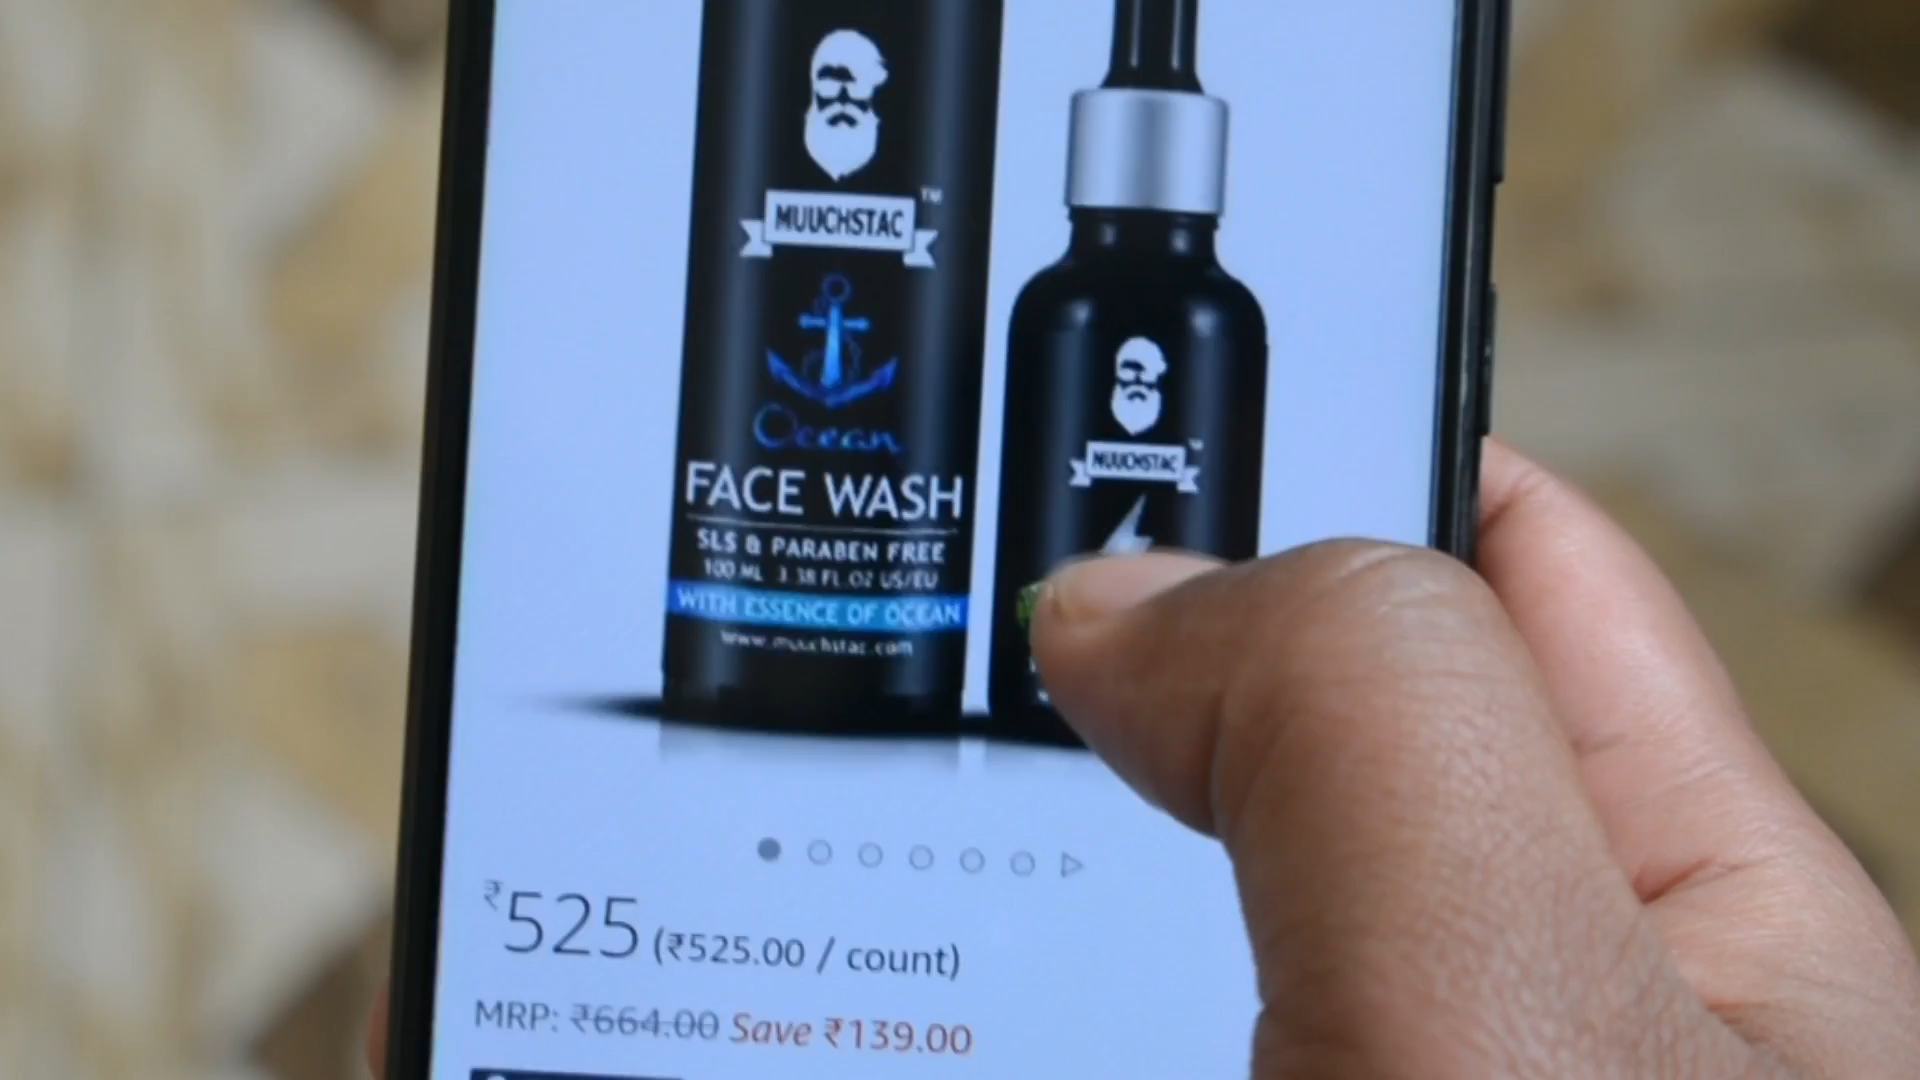 MUUCHSTAC
TM
Ocean
FACE WASH
SLS & PARABEN FREE
100 ML 3.38 FL.OZ US/EU
WITH ESSENCE OF OCEAN
www.muuchstac.com
MUUCHSTAC
₹525 (₹525.00 / count)
MRP: ₹664.00 Save ₹139.00